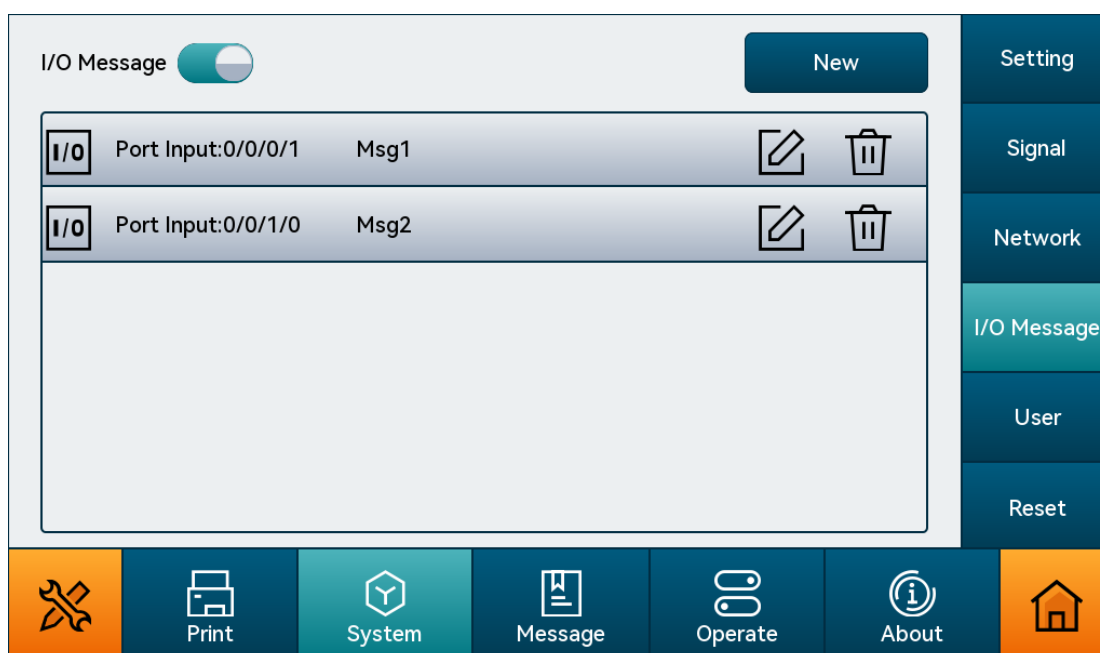 I/O Message
New
I/O Port Input:0/0/0/1 Msg1
I/O Port Input:0/0/1/0 Msg2
Setting
Signal
Network
I/O Message
User
Reset
Print
System
Message
Operate
About